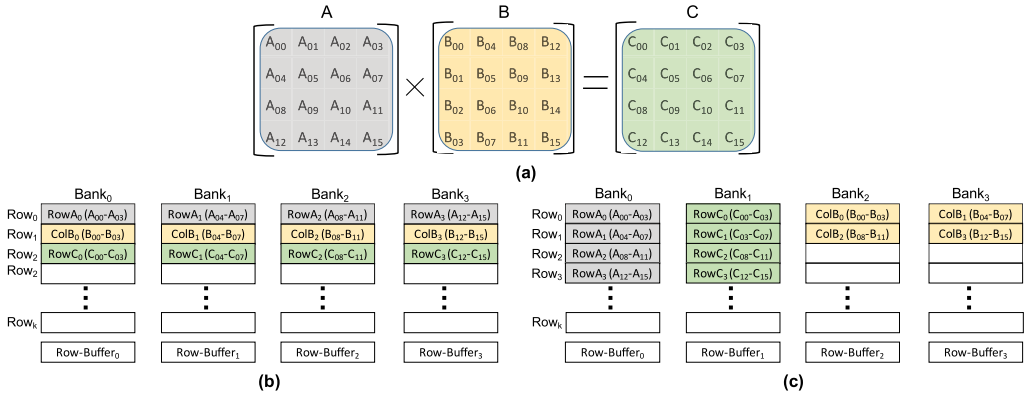 A B C
A00 A01 A02 A03 B00 B04 B08 B12 C00 C01 C02 C03
A04 A05 A06 A07 B01 B05 B09 B13 C04 C05 C06 C07
× =
A08 A09 A10 A11 B02 B06 B10 B14 C08 C09 C10 C11
A12 A13 A14 A15 B03 B07 B11 B15 C12 C13 C14 C15
(a)
Bank0 Bank1 Bank2 Bank3
Row0 RowA0 (A00-A03) RowA1 (A04-A07) RowA2 (A08-A11) RowA3 (A12-A15)
Row1 ColB0 (B00-B03) ColB1 (B04-B07) ColB2 (B08-B11) ColB3 (B12-B15)
Row2 RowC0 (C00-C03) RowC1 (C04-C07) RowC2 (C08-C11) RowC3 (C12-C15)
Row2
Rowk
Row-Buffer0 Row-Buffer1 Row-Buffer2 Row-Buffer3
(b)
Bank0 Bank1 Bank2 Bank3
Row0 RowA0 (A00-A03) RowC0 (C00-C03) ColB0 (B00-B03) ColB1 (B04-B07)
Row1 RowA1 (A04-A07) RowC1 (C03-C07) ColB2 (B08-B11) ColB3 (B12-B15)
Row2 RowA2 (A08-A11) RowC2 (C08-C11)
Row3 RowA3 (A12-A15) RowC3 (C12-C15)
Rowk
Row-Buffer0 Row-Buffer1 Row-Buffer2 Row-Buffer3
(c)